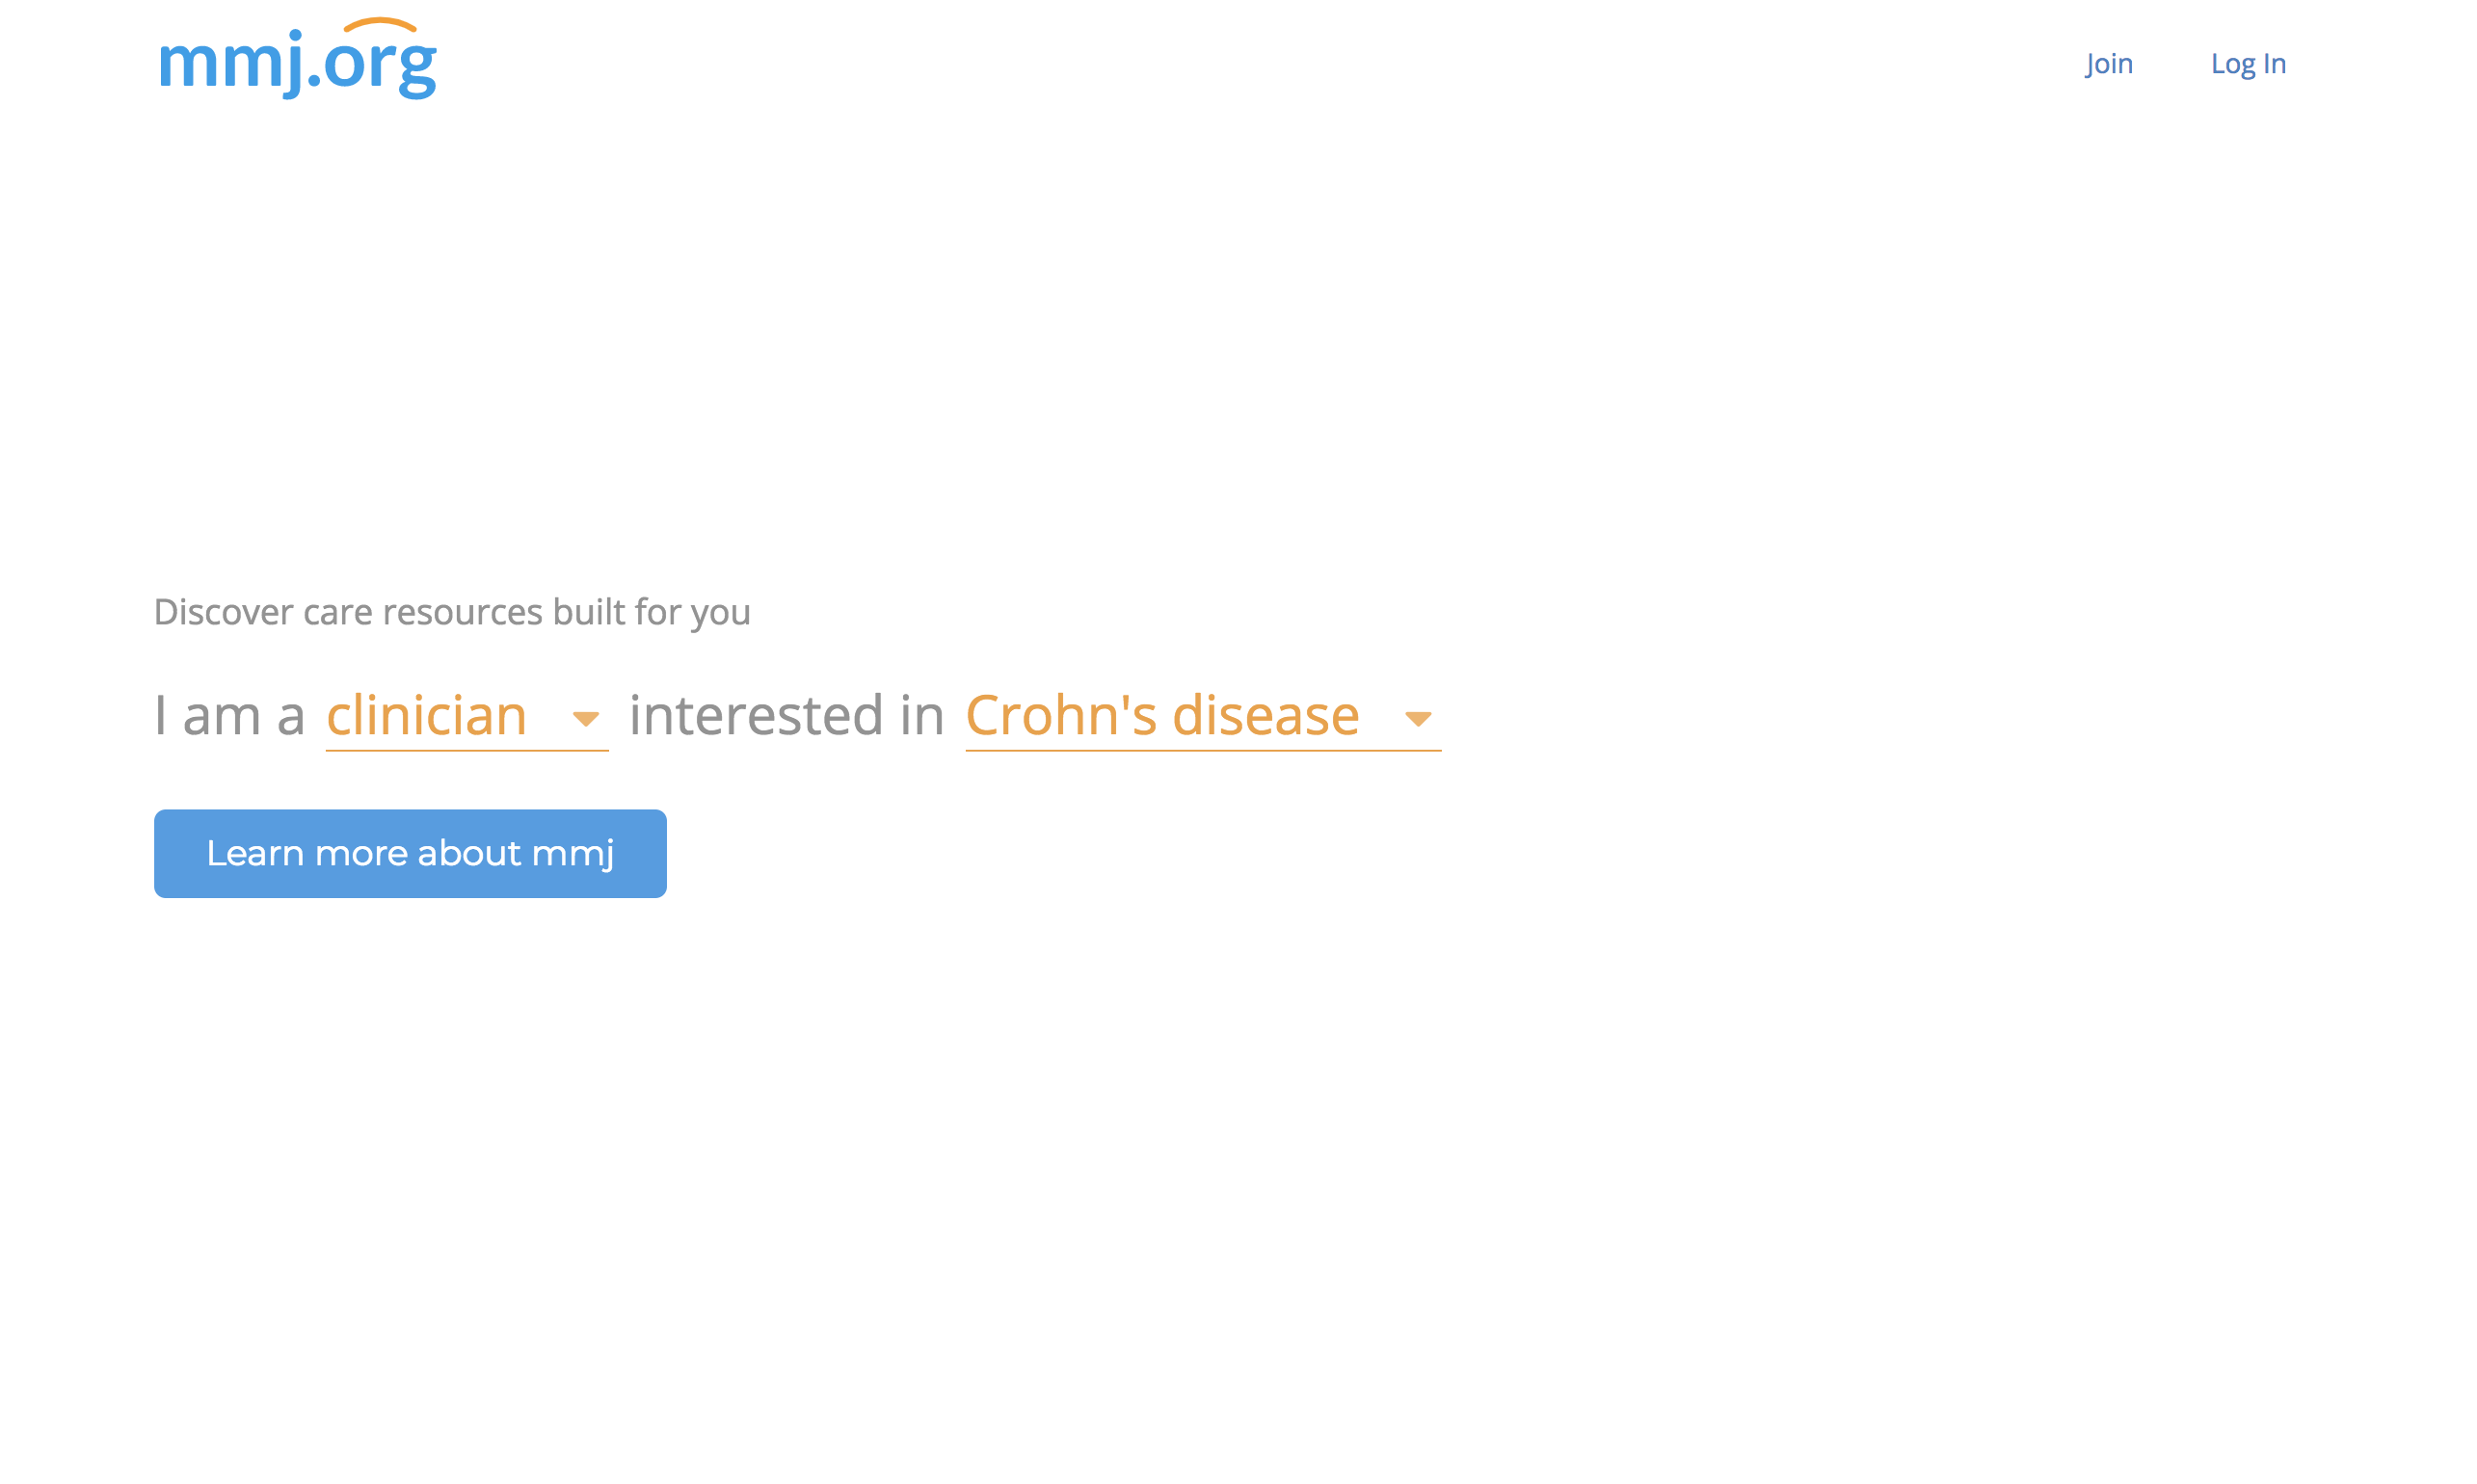 mmj.org
Join
Log In
Discover care resources built for you
I am a clinician interested in Crohn's disease
Learn more about mmj